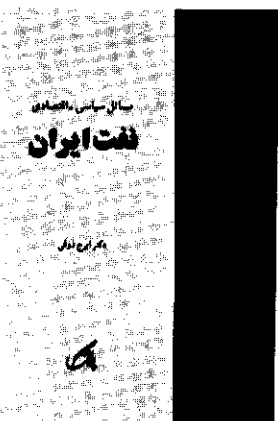 مسائل سیاسی و اقتصادی
نفت ایران
دکتر ایرج ذوقی